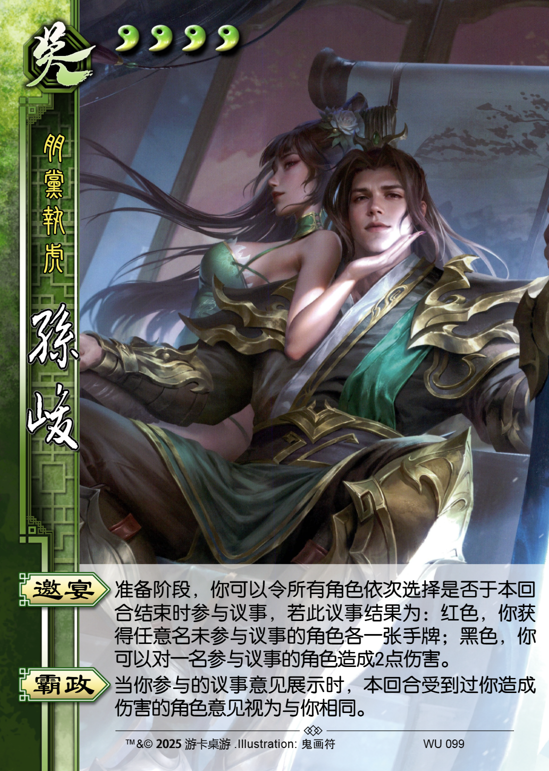 吴
朋黨執虎
孫峻
邀宴
准备阶段，你可以令所有角色依次选择是否于本回
合结束时参与议事，若此议事结果为：红色，你获
得任意名未参与议事的角色各一张手牌；黑色，你
可以对一名参与议事的角色造成2点伤害。
霸政
当你参与的议事意见展示时，本回合受到过你造成
伤害的角色意见视为与你相同。
™&© 2025 游卡桌游 .Illustration: 鬼画符
WU 099